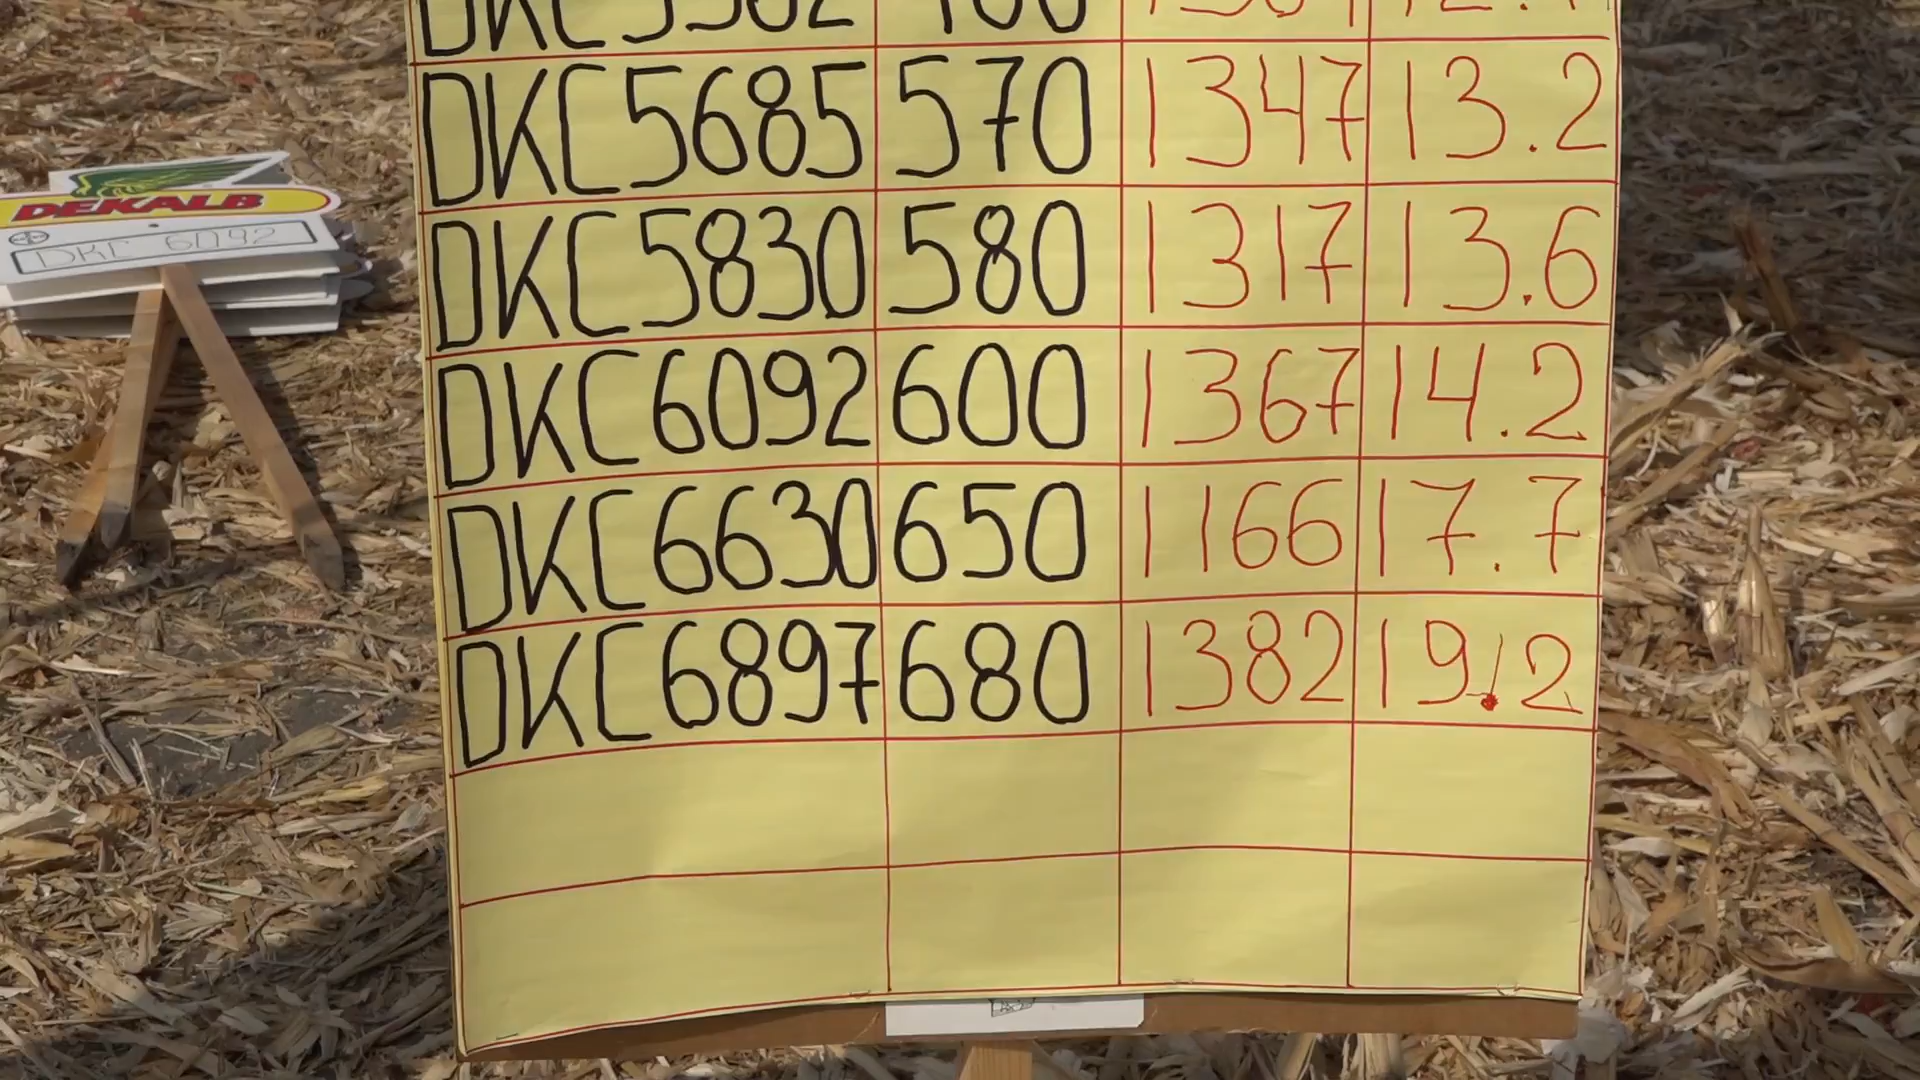 DKC5685 570 1347 13.2
DKC5830 580 1317 13.6
DKC6092 600 1367 14.2
DKC6630 650 1166 17.7
DKC6897 680 1382 19.2
DEKALB
DKC 6092